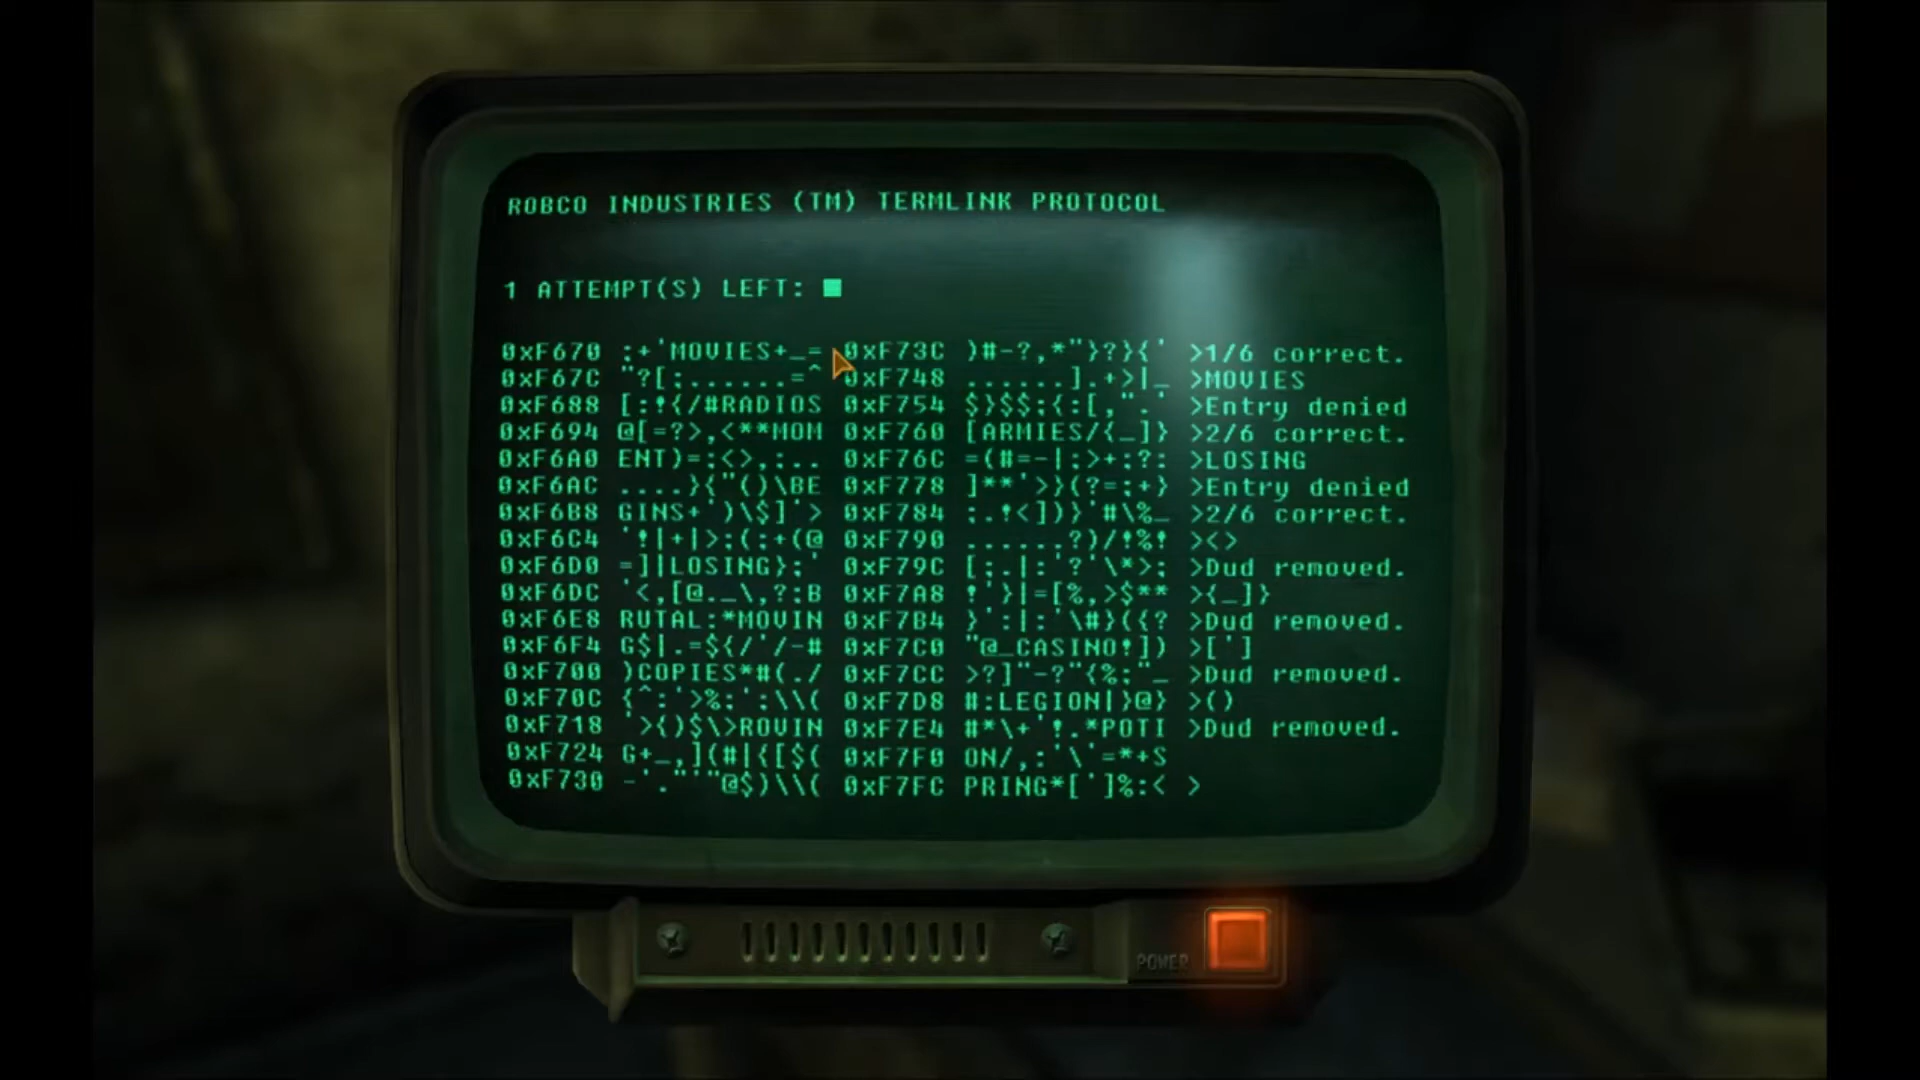 ROBCO INDUSTRIES (TM) TERMLINK PROTOCOL
1 ATTEMPT(S) LEFT:
0xF670 ;+'MOVIES+_= 0xF73C )#-?,*"}?}{' >1/6 correct.
0xF67C "?[;......=^ 0xF748 ......].+>|_ >MOVIES
0xF688 [:!{/#RADIOS 0xF754 $}$$;{:[,".' >Entry denied
0xF694 @[=?>,<**MOM 0xF760 [ARMIES/{_]} >2/6 correct.
0xF6A0 ENT)=;<>,:.. 0xF76C =(#=-|;>+;?: >LOSING
0xF6AC ....}{"()\BE 0xF778 ]**'>}(?=;+} >Entry denied
0xF6B8 GINS+')\$]'> 0xF784 ;.!<])}'#\%_ >2/6 correct.
0xF6C4 '!|+|>:(:+(@ 0xF790 ......?)/!%! ><>
0xF6D0 =]|LOSING};' 0xF79C [;.|:'?'\*>; >Dud removed.
0xF6DC '<,[@._\,?:B 0xF7A8 !'}|=[%,>$** >{_]}
0xF6E8 RUTAL:*MOVIN 0xF7B4 }':|:'\#}({? >Dud removed.
0xF6F4 G$|.=${/'/-# 0xF7C0 "@_CASINO!]) >[']
0xF700 )COPIES*#(./ 0xF7CC >?]"-?"{%;"_ >Dud removed.
0xF70C {^:'>%;':\\( 0xF7D8 #:LEGION|}@} >()
0xF718 '>{)$\>ROVIN 0xF7E4 #*\+'!.*POTI >Dud removed.
0xF724 G+_,](#|{[$( 0xF7F0 ON/,:'\'=*+S
0xF730 -'."'"@$)\\( 0xF7FC PRING*[']%:< >
POWER